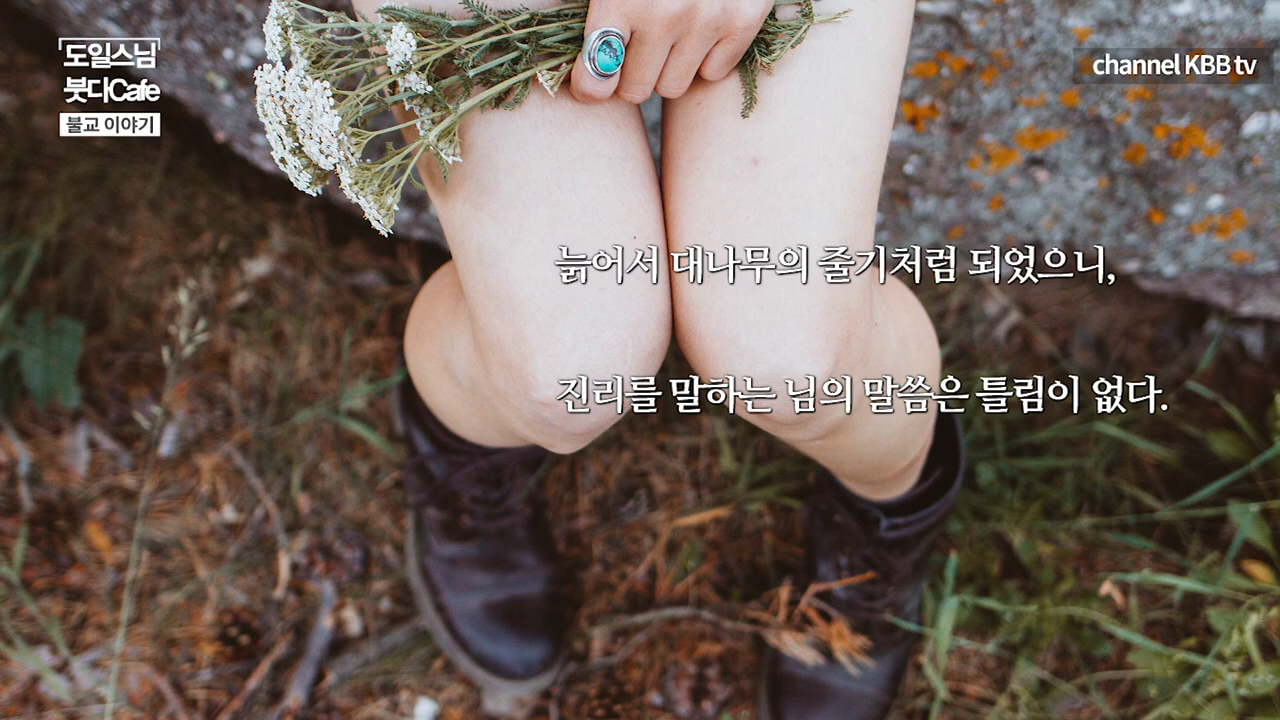 도일스님
붓다Cafe
불교 이야기
channel KBB tv
늙어서 대나무의 줄기처럼 되었으니,
진리를 말하는 님의 말씀은 틀림이 없다.